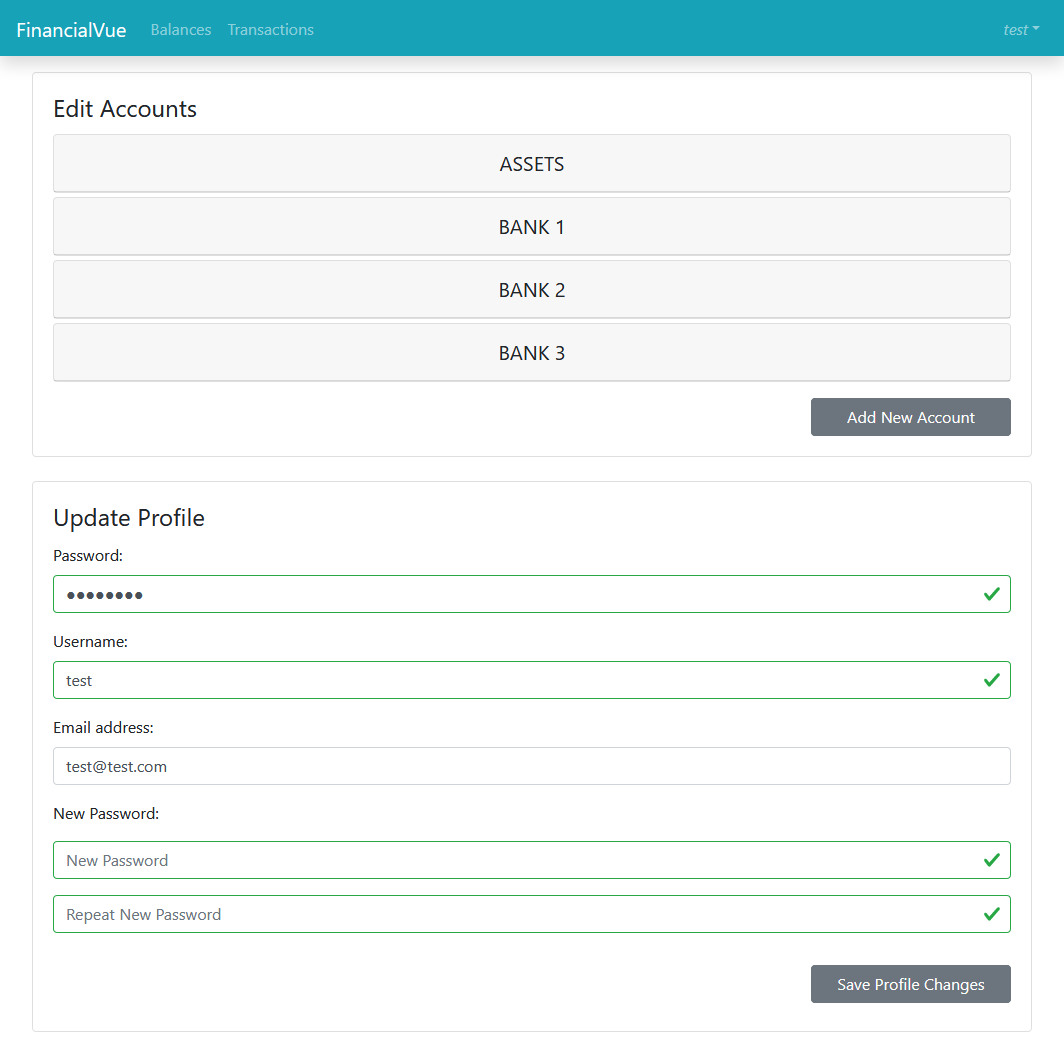 FinancialVue Balances Transactions test
Edit Accounts
ASSETS
BANK 1
BANK 2
BANK 3
Add New Account
Update Profile
Password:
●●●●●●●●
Username:
test
Email address:
test@test.com
New Password:
New Password
Repeat New Password
Save Profile Changes